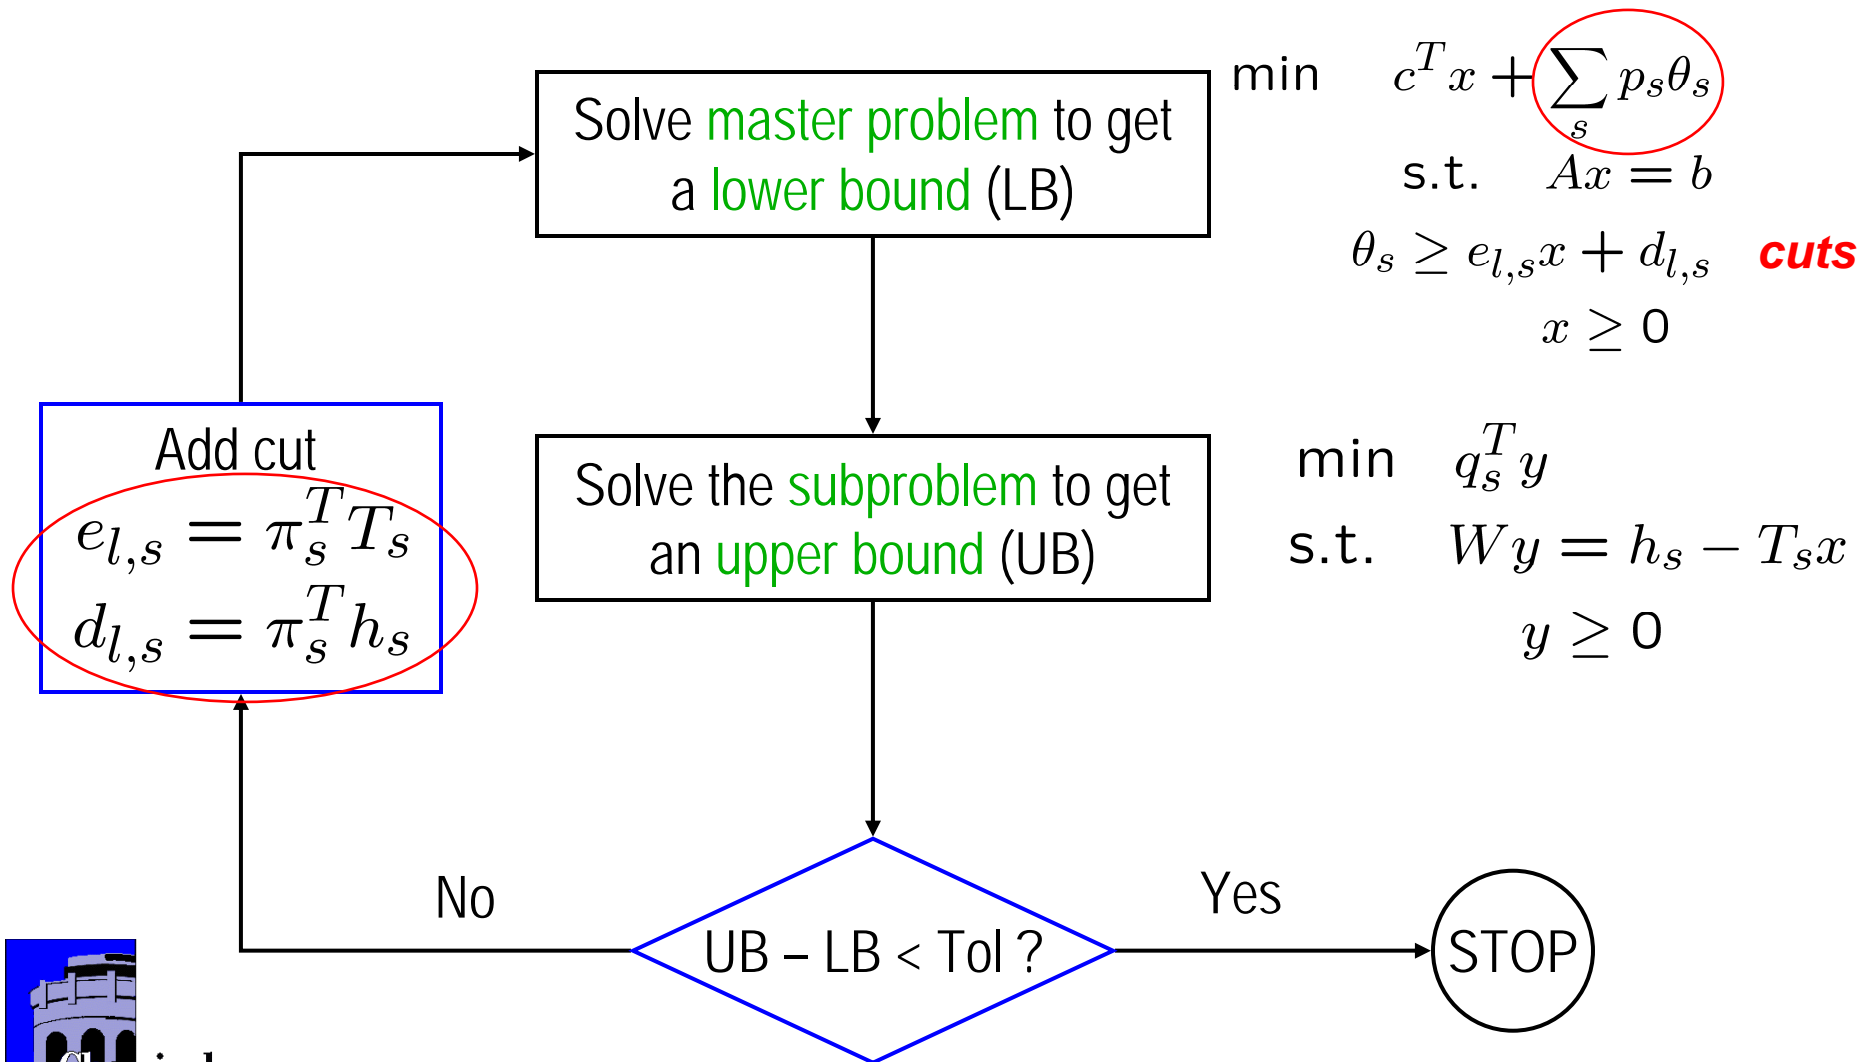 Solve master problem to get
a lower bound (LB)
min c^T x + ∑_s p_s θ_s
s.t. Ax = b
θ_s ≥ e_{l,s} x + d_{l,s} cuts
x ≥ 0
Add cut
e_{l,s} = π_s^T T_s
d_{l,s} = π_s^T h_s
Solve the subproblem to get
an upper bound (UB)
min q_s^T y
s.t. Wy = h_s − T_s x
y ≥ 0
No
UB – LB < Tol ?
Yes
STOP